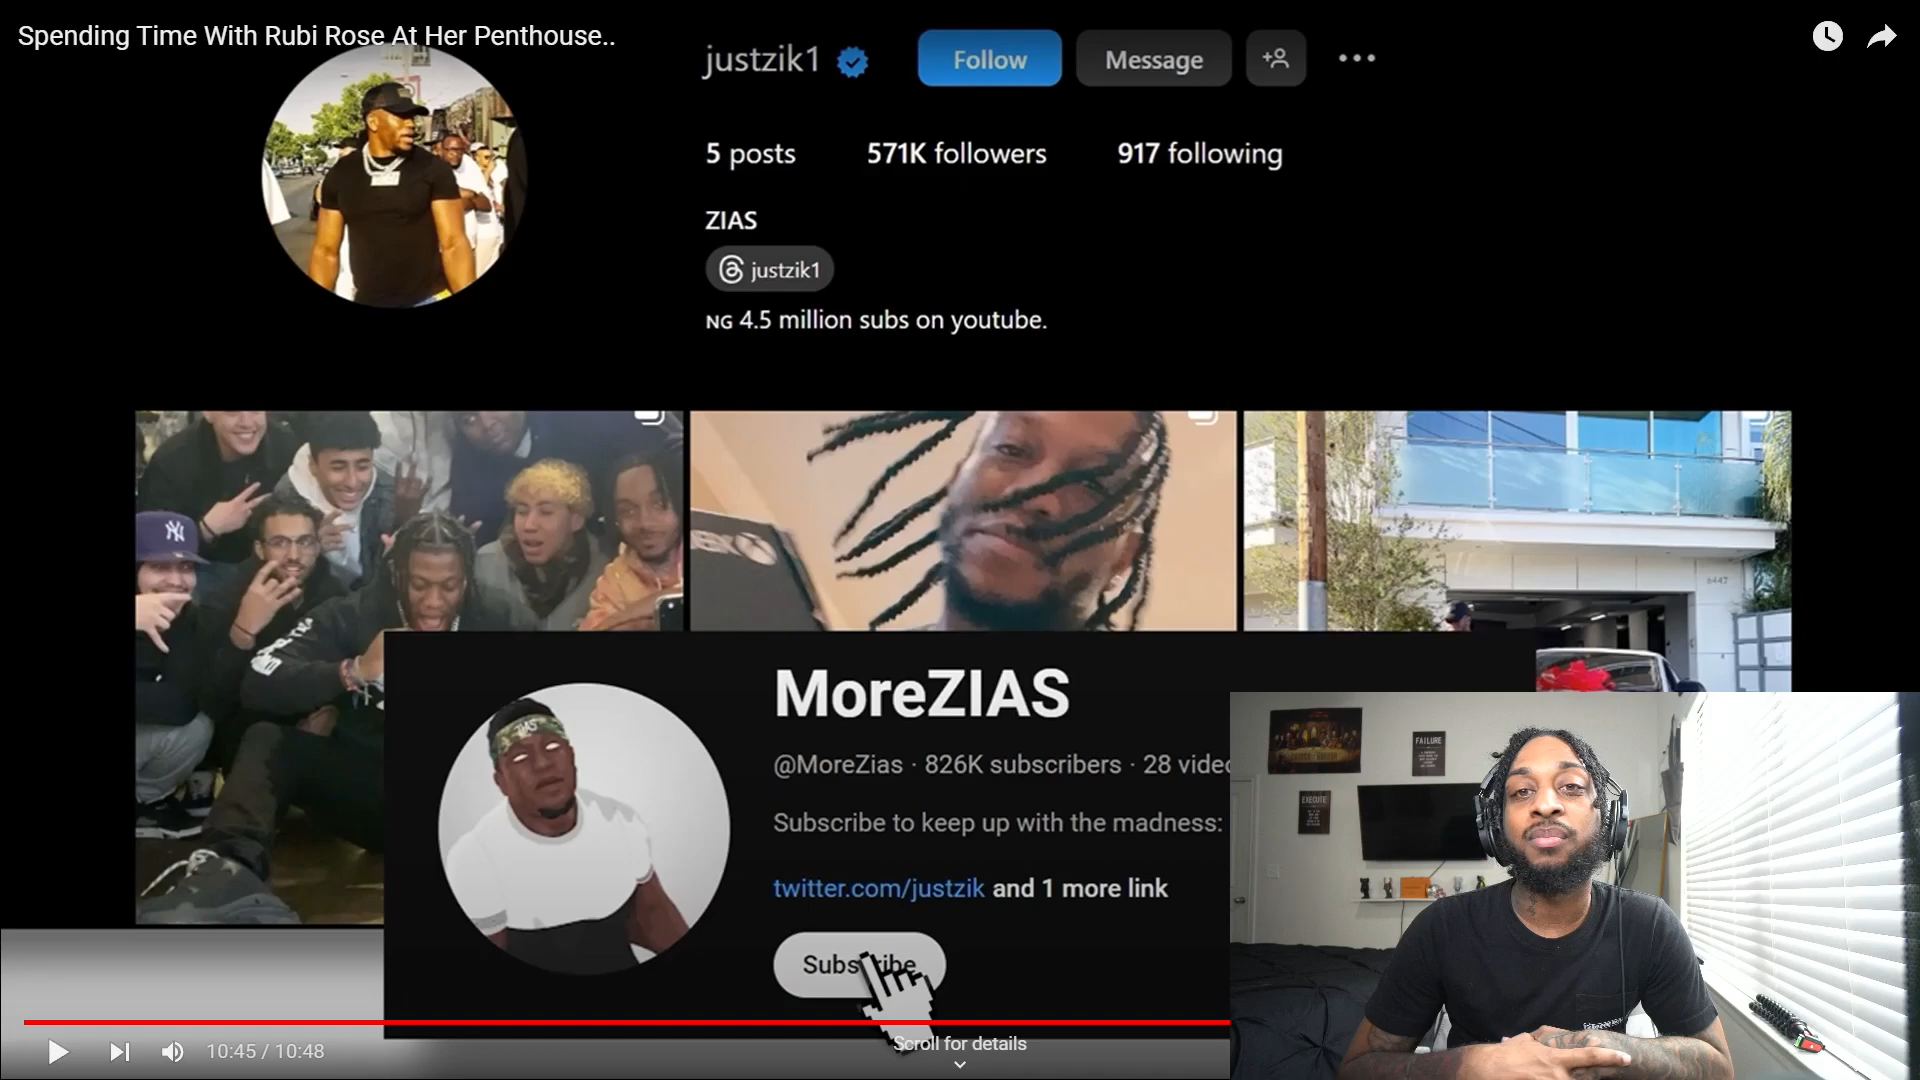 Spending Time With Rubi Rose At Her Penthouse..
justzik1
Follow
Message
5 posts
571K followers
917 following
ZIAS
justzik1
NG 4.5 million subs on youtube.
6447
MoreZIAS
@MoreZias · 826K subscribers · 28
Subscribe to keep up with the madness:
twitter.com/justzik and 1 more link
FAILURE
EXECUTE
10:45 / 10:48
Scroll for details